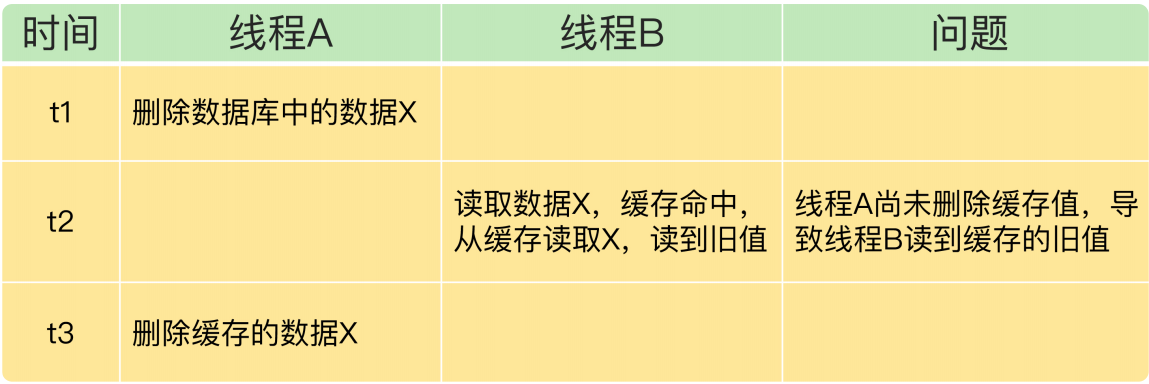 时间 线程A 线程B 问题
t1 删除数据库中的数据X
t2 读取数据X，缓存命中， 线程A尚未删除缓存值，导
从缓存读取X，读到旧值 致线程B读到缓存的旧值
t3 删除缓存的数据X